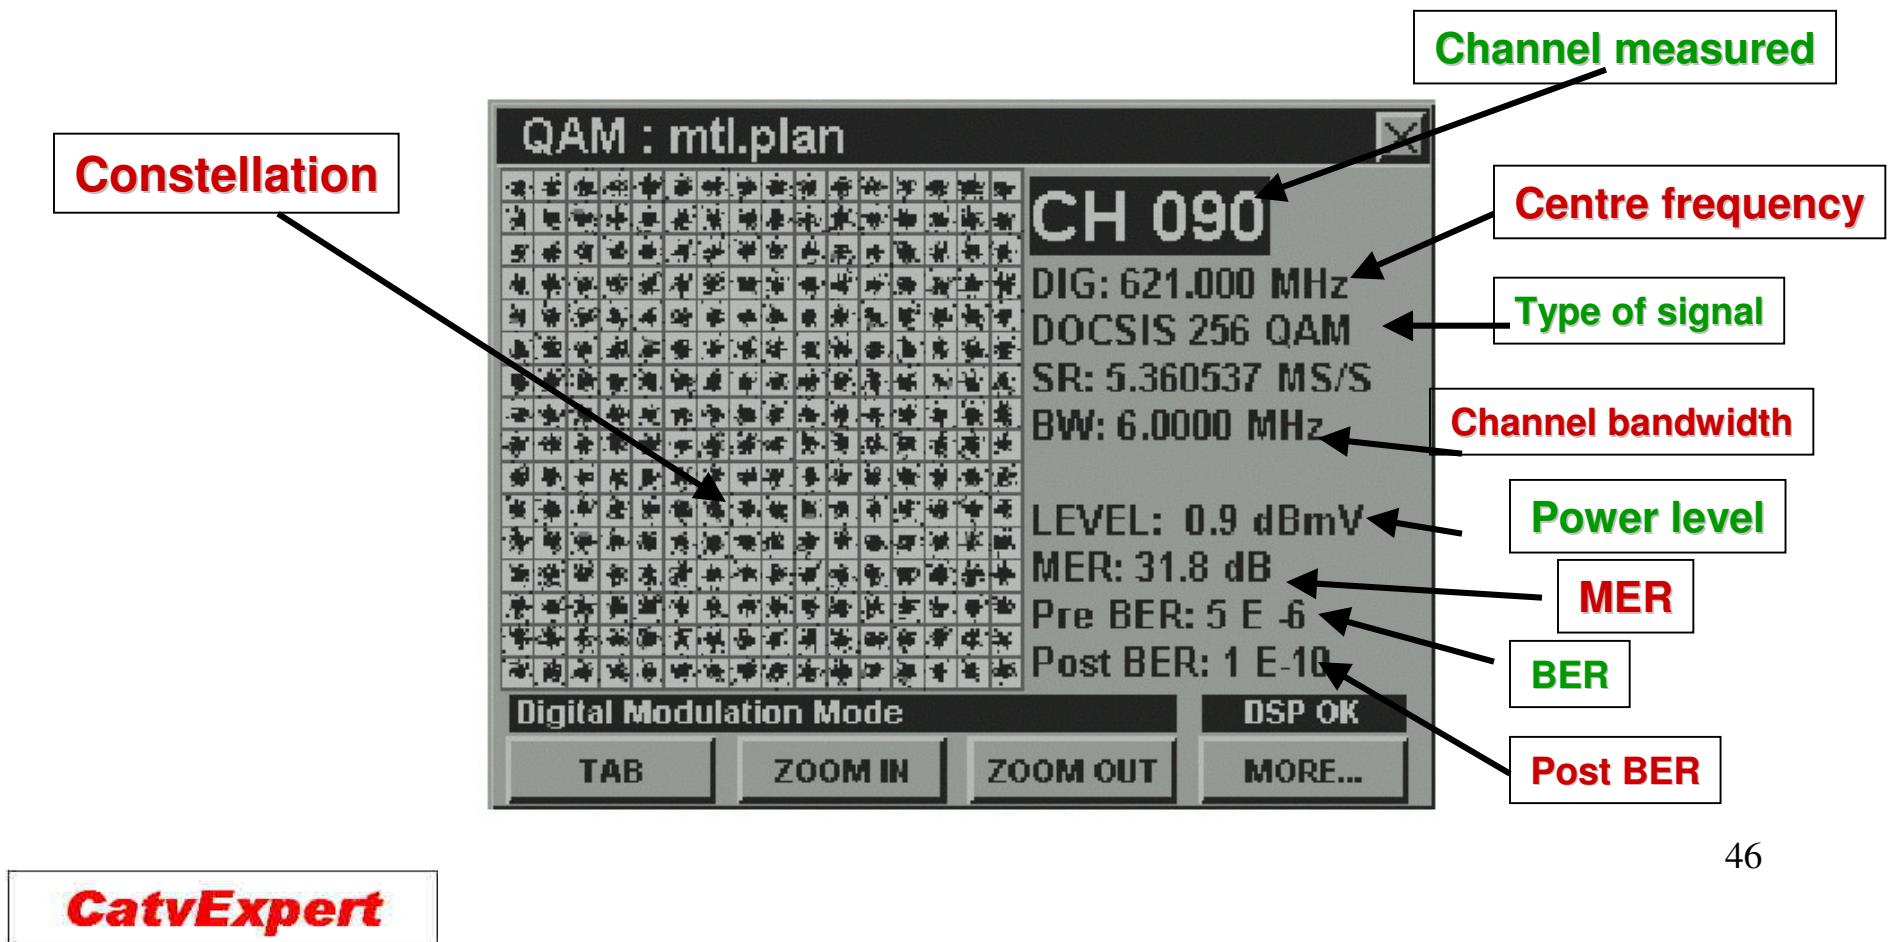 Channel measured
QAM : mtl.plan
Constellation
CH 090
Centre frequency
DIG: 621.000 MHz
Type of signal
DOCSIS 256 QAM
SR: 5.360537 MS/S
BW: 6.0000 MHz
Channel bandwidth
LEVEL: 0.9 dBmV
Power level
MER: 31.8 dB
MER
Pre BER: 5 E -6
BER
Post BER: 1 E-10
Digital Modulation Mode
DSP OK
TAB
ZOOM IN
ZOOM OUT
MORE...
Post BER
46
CatvExpert